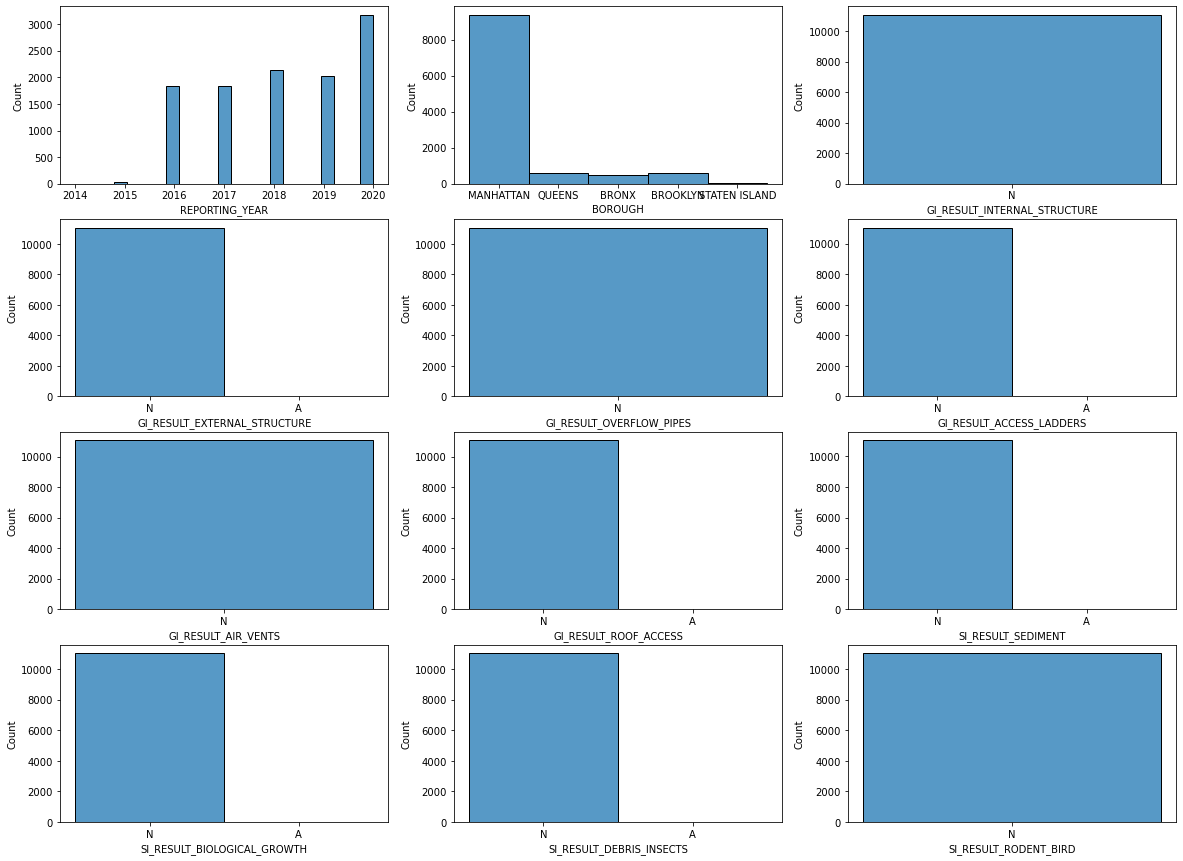 3000
2500
2000
1500
1000
500
0
Count
2014 2015 2016 2017 2018 2019 2020
REPORTING_YEAR
8000
6000
4000
2000
0
Count
MANHATTAN QUEENS BRONX BROOKLYN STATEN ISLAND
BOROUGH
10000
8000
6000
4000
2000
0
Count
N
GI_RESULT_INTERNAL_STRUCTURE
10000
8000
6000
4000
2000
0
Count
N A
GI_RESULT_EXTERNAL_STRUCTURE
10000
8000
6000
4000
2000
0
Count
N
GI_RESULT_OVERFLOW_PIPES
10000
8000
6000
4000
2000
0
Count
N A
GI_RESULT_ACCESS_LADDERS
10000
8000
6000
4000
2000
0
Count
N
GI_RESULT_AIR_VENTS
10000
8000
6000
4000
2000
0
Count
N A
GI_RESULT_ROOF_ACCESS
10000
8000
6000
4000
2000
0
Count
N A
SI_RESULT_SEDIMENT
10000
8000
6000
4000
2000
0
Count
N A
SI_RESULT_BIOLOGICAL_GROWTH
10000
8000
6000
4000
2000
0
Count
N A
SI_RESULT_DEBRIS_INSECTS
10000
8000
6000
4000
2000
0
Count
N
SI_RESULT_RODENT_BIRD